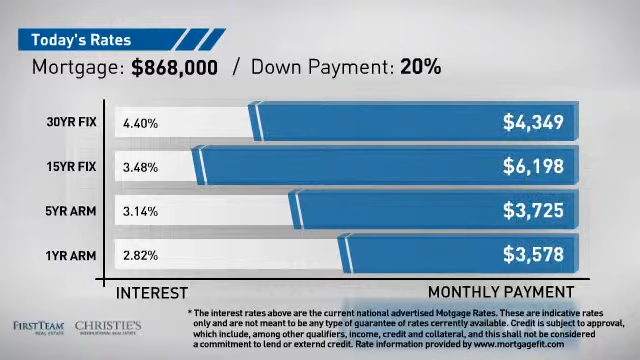 Today's Rates
Mortgage: $868,000 / Down Payment: 20%
30YR FIX 4.40% $4,349
15YR FIX 3.48% $6,198
5YR ARM 3.14% $3,725
1YR ARM 2.82% $3,578
INTEREST MONTHLY PAYMENT
* The interest rates above are the current national advertised Motgage Rates. These are indicative rates
only and are not meant to be any type of guarantee of rates cerrently available. Credit is subject to approval,
which include, among other qualifiers, income, credit and collateral, and this shall not be considered
a commitment to lend or externd credit. Rate information provided by www.mortgagefit.com
FIRSTTEAM CHRISTIE'S
REAL ESTATE INTERNATIONAL REAL ESTATE